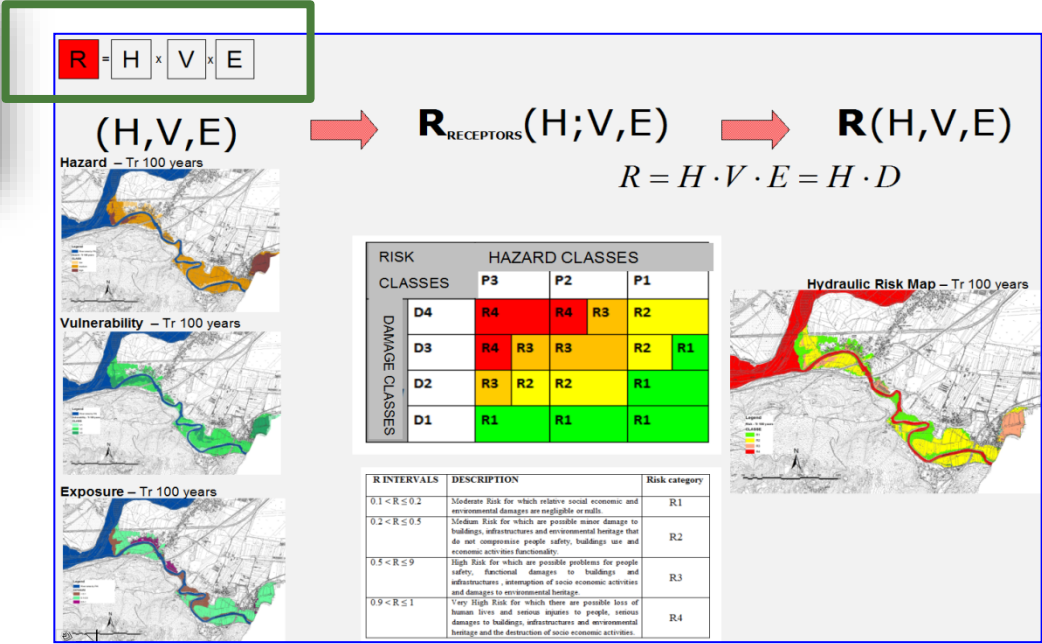 R = H x V x E
(H,V,E)
R RECEPTORS (H;V,E)
R(H,V,E)
R = H · V · E = H · D
Hazard – Tr 100 years
Vulnerability – Tr 100 years
Exposure – Tr 100 years
RISK CLASSES
HAZARD CLASSES
P3 P2 P1
DAMAGE CLASSES
D4 R4 R4 R3 R2
D3 R4 R3 R3 R2 R1
D2 R3 R2 R2 R1
D1 R1 R1 R1
R INTERVALS DESCRIPTION Risk category
0.1 < R ≤ 0.2 Moderate Risk for which relative social economic and
environmental damages are negligible or nulls. R1
0.2 < R ≤ 0.5 Medium Risk for which are possible minor damage to
buildings, infrastructures and environmental heritage that
do not compromise people safety, buildings use and
economic activities functionality. R2
0.5 < R ≤ 9 High Risk for which are possible problems for people
safety, functional damages to buildings and
infrastructures , interruption of socio economic activities
and damages to environmental heritage. R3
0.9 < R ≤ 1 Very High Risk for which there are possible loss of
human lives and serious injuries to people, serious
damages to buildings, infrastructures and environmental
heritage and the destruction of socio economic activities. R4
Hydraulic Risk Map – Tr 100 years
Legend
N